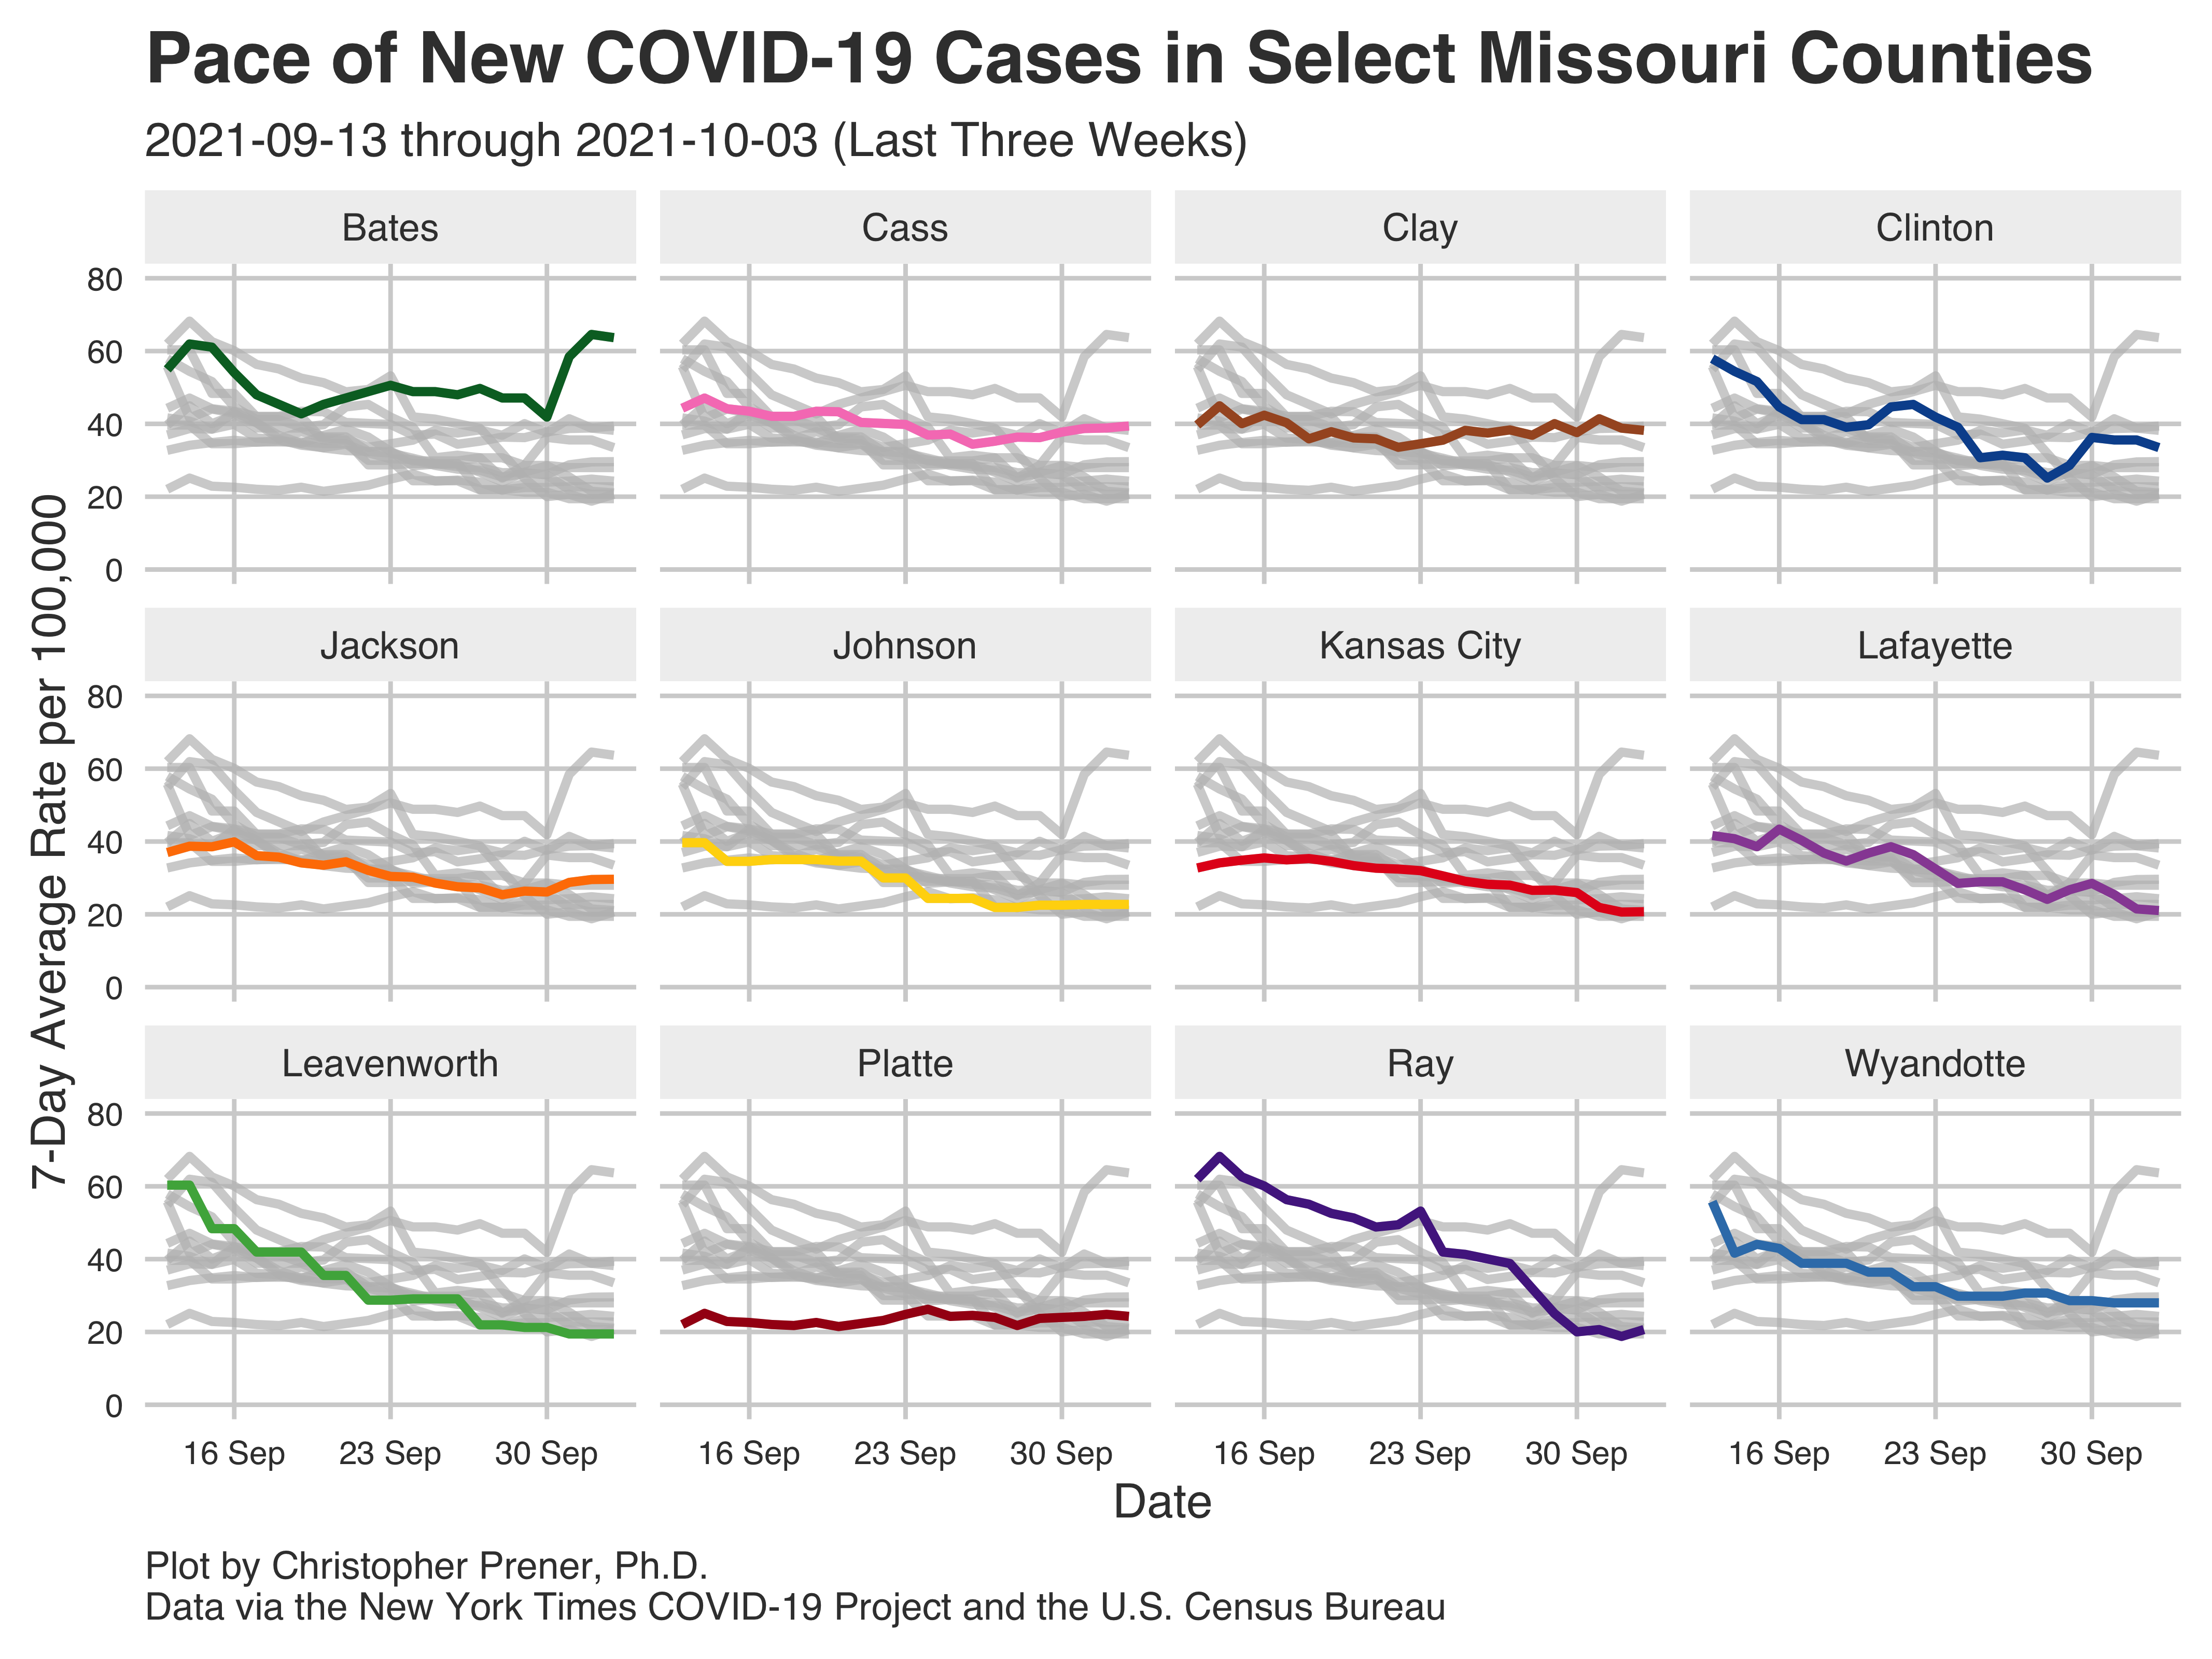 Pace of New COVID-19 Cases in Select Missouri Counties
2021-09-13 through 2021-10-03 (Last Three Weeks)
7-Day Average Rate per 100,000
Bates
Cass
Clay
Clinton
80
60
40
20
0
Jackson
Johnson
Kansas City
Lafayette
80
60
40
20
0
Leavenworth
Platte
Ray
Wyandotte
80
60
40
20
0
16 Sep 23 Sep 30 Sep
16 Sep 23 Sep 30 Sep
16 Sep 23 Sep 30 Sep
16 Sep 23 Sep 30 Sep
Date
Plot by Christopher Prener, Ph.D.
Data via the New York Times COVID-19 Project and the U.S. Census Bureau